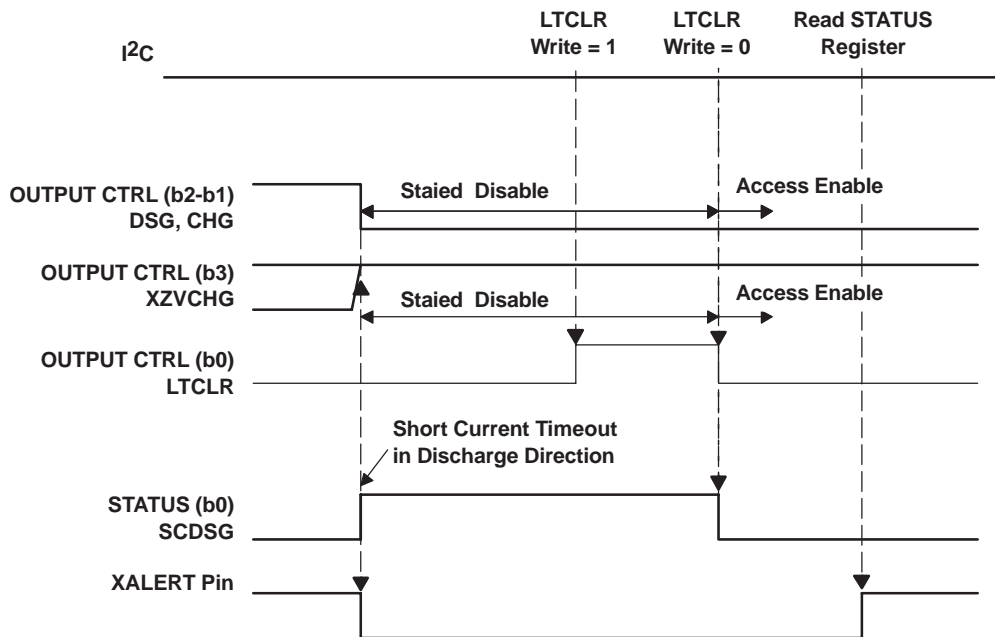 LTCLR
Write = 1
LTCLR
Write = 0
Read STATUS
Register
I2C
OUTPUT CTRL (b2-b1)
DSG, CHG
Staied Disable
Access Enable
OUTPUT CTRL (b3)
XZVCHG
Staied Disable
Access Enable
OUTPUT CTRL (b0)
LTCLR
Short Current Timeout
in Discharge Direction
STATUS (b0)
SCDSG
XALERT Pin